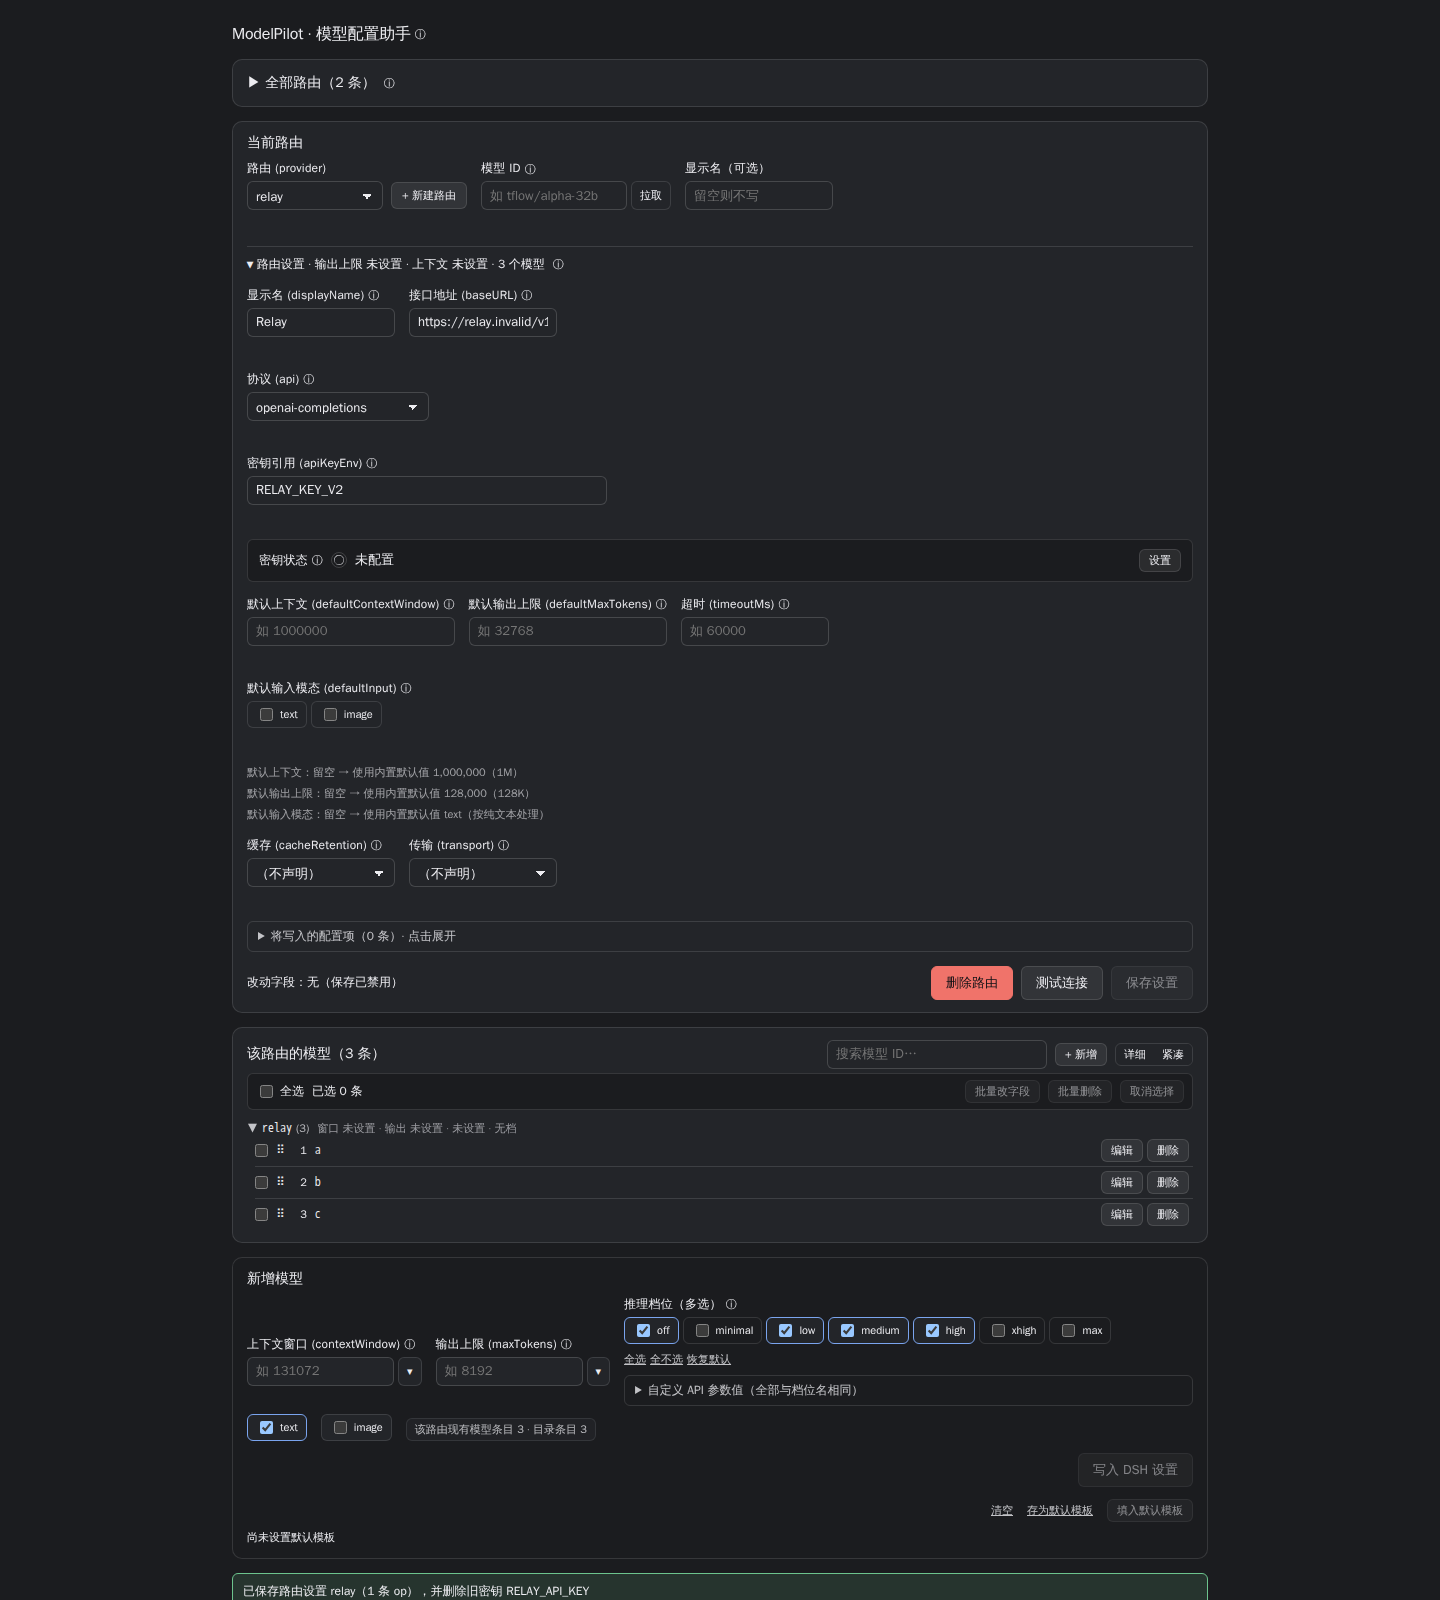 ModelPilot · 模型配置助手 ⓘ
▶ 全部路由（2 条） ⓘ
当前路由
路由 (provider) 模型 ID ⓘ 显示名（可选）
relay + 新建路由 如 tflow/alpha-32b 拉取 留空则不写
▼ 路由设置 · 输出上限 未设置 · 上下文 未设置 · 3 个模型 ⓘ
显示名 (displayName) ⓘ 接口地址 (baseURL) ⓘ
Relay https://relay.invalid/v1
协议 (api) ⓘ
openai-completions
密钥引用 (apiKeyEnv) ⓘ
RELAY_KEY_V2
密钥状态 ⓘ 未配置 设置
默认上下文 (defaultContextWindow) ⓘ 默认输出上限 (defaultMaxTokens) ⓘ 超时 (timeoutMs) ⓘ
如 1000000 如 32768 如 60000
默认输入模态 (defaultInput) ⓘ
text image
默认上下文：留空 → 使用内置默认值 1,000,000（1M）
默认输出上限：留空 → 使用内置默认值 128,000（128K）
默认输入模态：留空 → 使用内置默认值 text（按纯文本处理）
缓存 (cacheRetention) ⓘ 传输 (transport) ⓘ
（不声明） （不声明）
▶ 将写入的配置项（0 条）· 点击展开
改动字段：无（保存已禁用） 删除路由 测试连接 保存设置
该路由的模型（3 条） 搜索模型 ID… + 新增 详细 紧凑
全选 已选 0 条 批量改字段 批量删除 取消选择
▼ relay (3) 窗口 未设置 · 输出 未设置 · 未设置 · 无档
⠿ 1 a 编辑 删除
⠿ 2 b 编辑 删除
⠿ 3 c 编辑 删除
新增模型
推理档位（多选） ⓘ
off minimal low medium high xhigh max
上下文窗口 (contextWindow) ⓘ 输出上限 (maxTokens) ⓘ
全选 全不选 恢复默认
如 131072 ▼ 如 8192 ▼
▶ 自定义 API 参数值（全部与档位名相同）
text image 该路由现有模型条目 3 · 目录条目 3
写入 DSH 设置
清空 存为默认模板 填入默认模板
尚未设置默认模板
已保存路由设置 relay（1 条 op），并删除旧密钥 RELAY_API_KEY